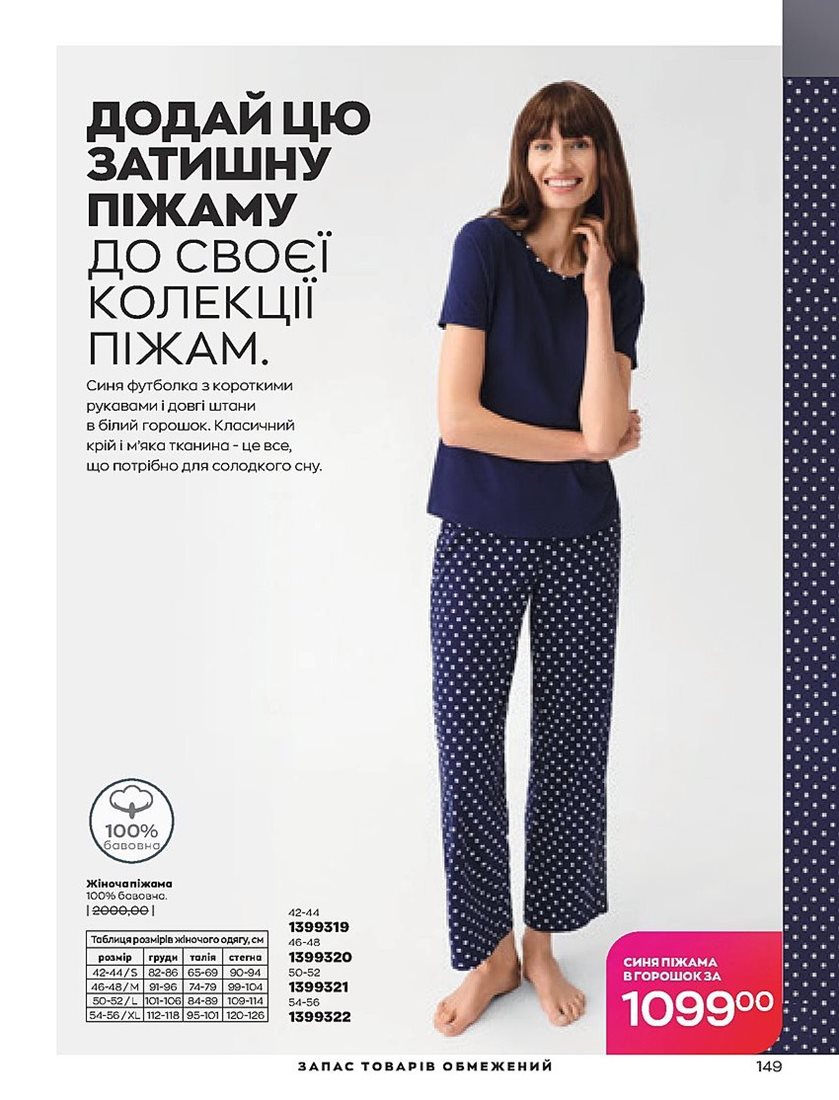 ДОДАЙ ЦЮ
ЗАТИШНУ
ПІЖАМУ
ДО СВОЄЇ
КОЛЕКЦІЇ
ПІЖАМ.
Синя футболка з короткими
рукавами і довгі штани
в білий горошок. Класичний
крій і м'яка тканина - це все,
що потрібно для солодкого сну.
100%
бавовна
Жіноча піжама
100% бавовна.
| 2000,00 |
Таблиця розмірів жіночого одягу, см
розмір груди талія стегна
42-44 / S 82-86 65-69 90-94
46-48 / M 91-96 74-79 99-104
50-52 / L 101-106 84-89 109-114
54-56 / XL 112-118 95-101 120-126
42-44
1399319
46-48
1399320
50-52
1399321
54-56
1399322
СИНЯ ПІЖАМА
В ГОРОШОК ЗА
109900
ЗАПАС ТОВАРІВ ОБМЕЖЕНИЙ
149